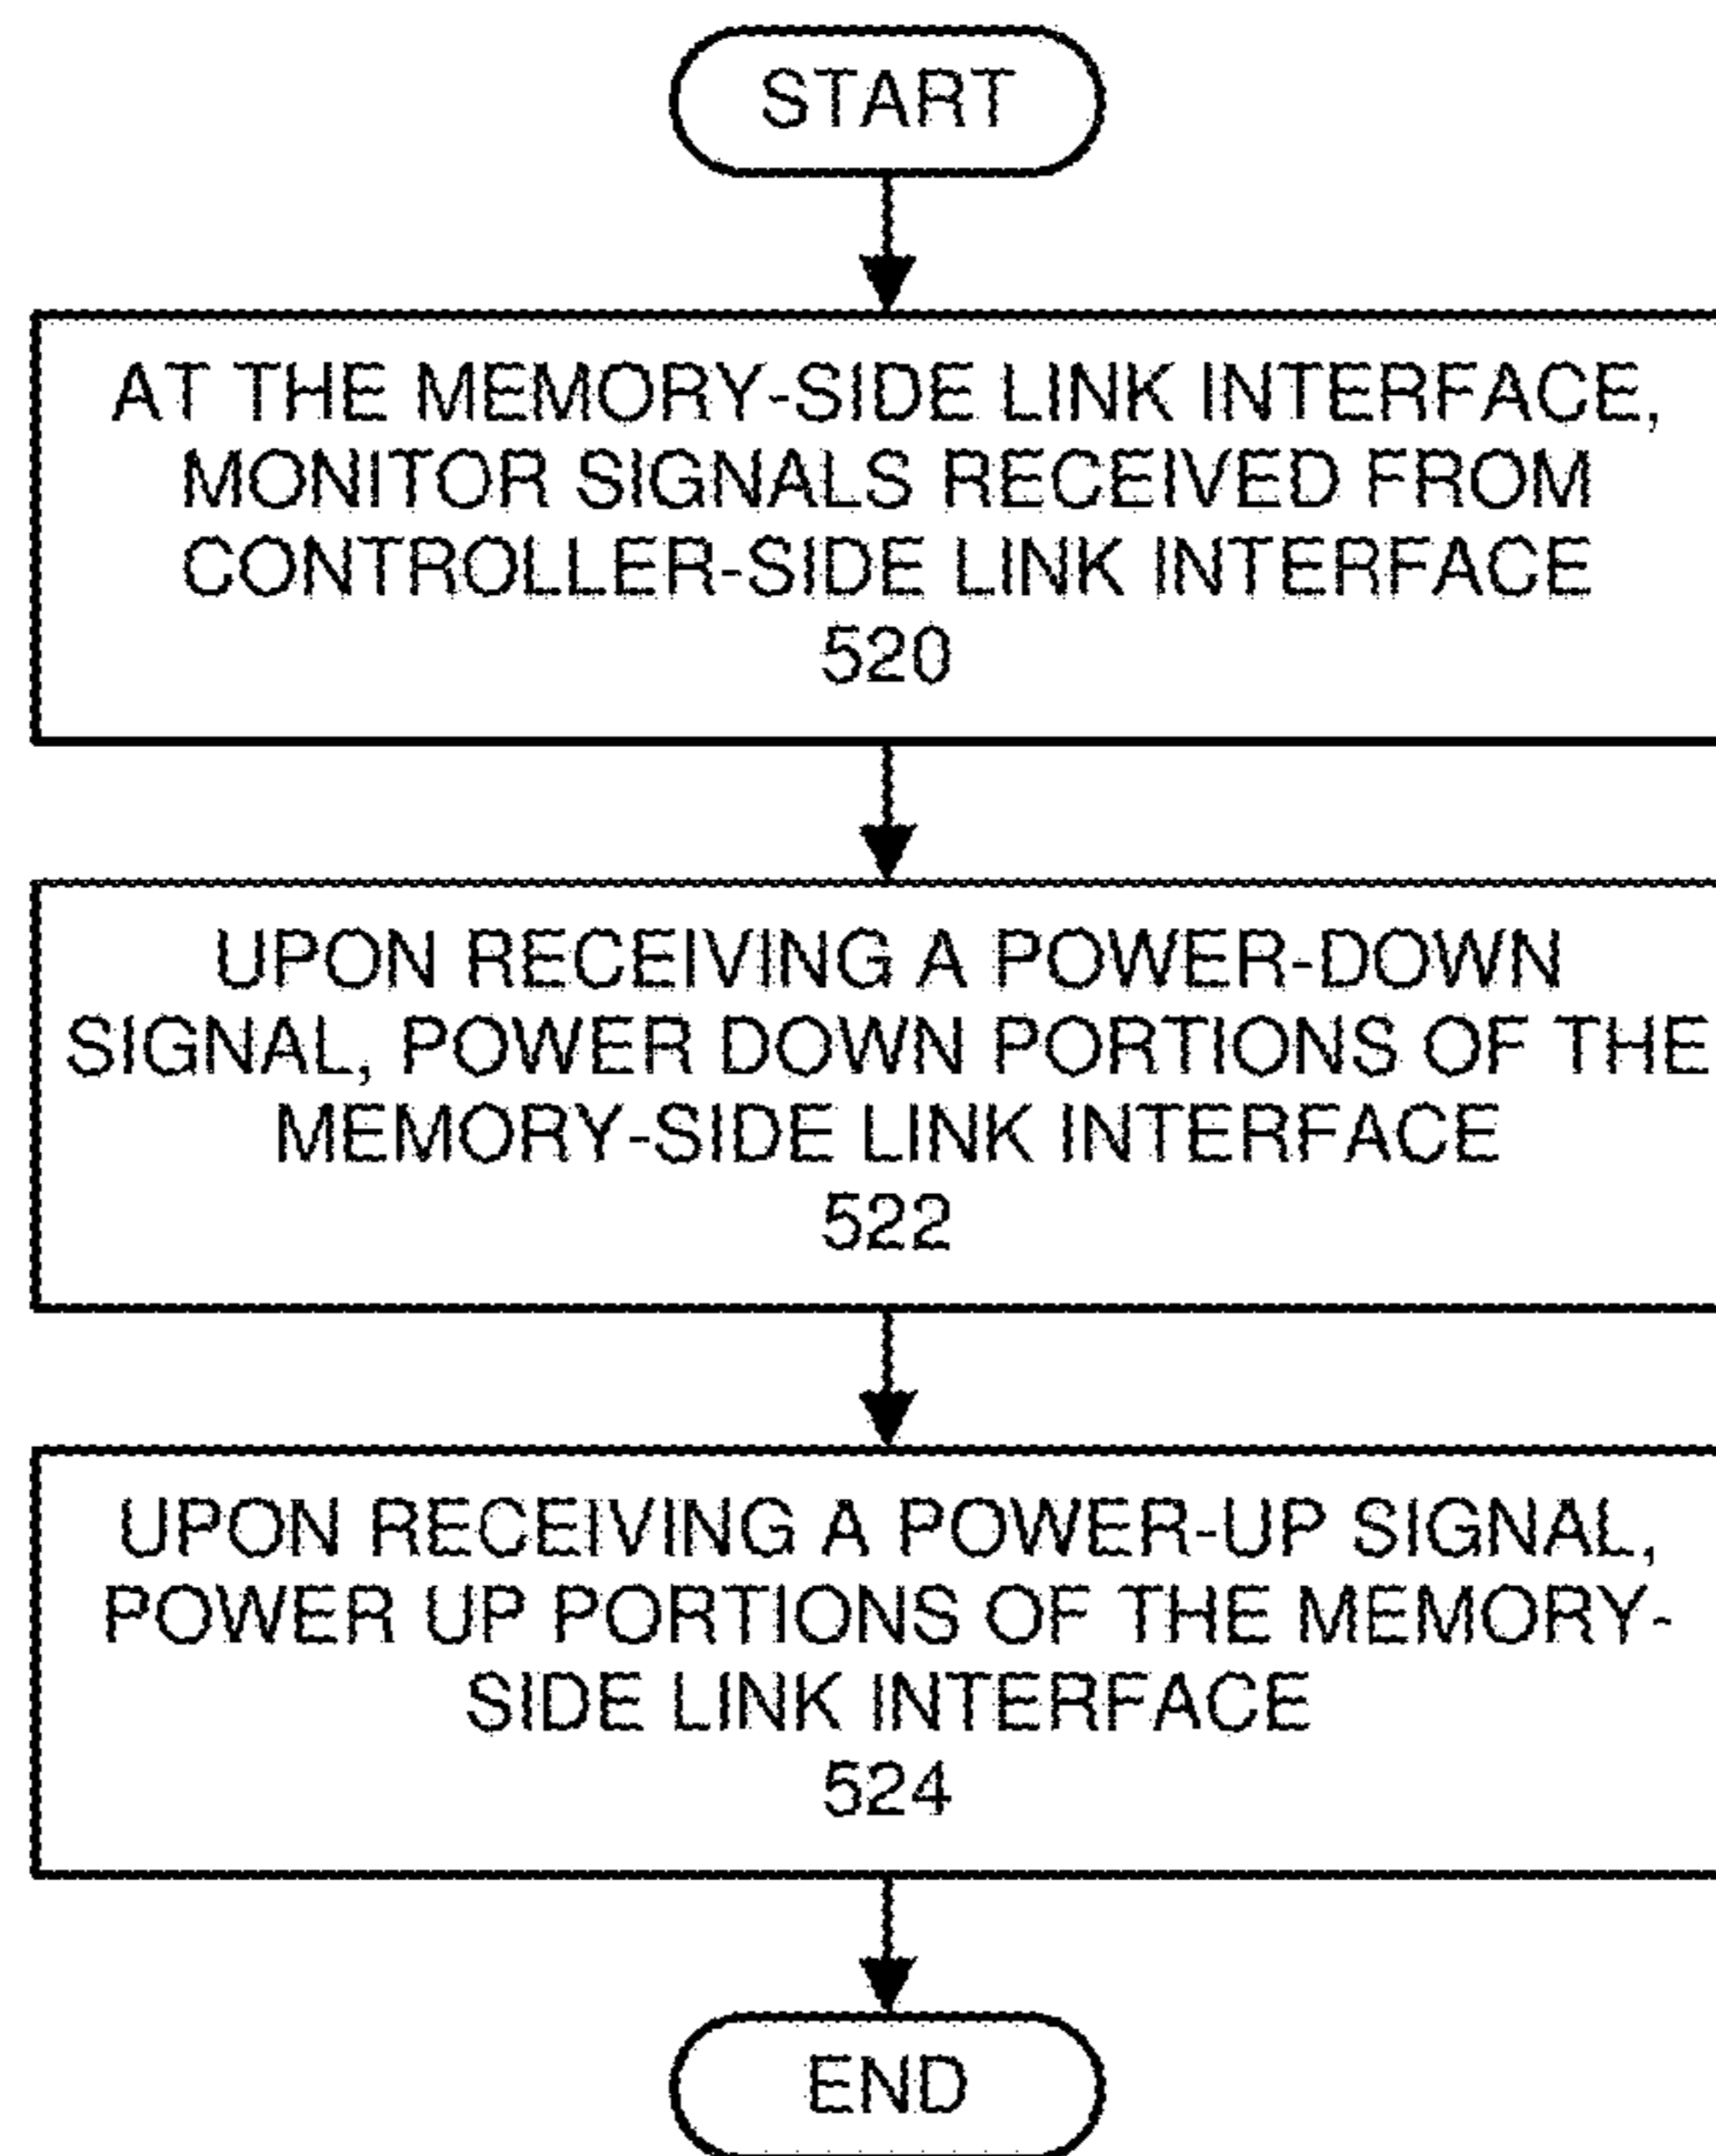 START
AT THE MEMORY-SIDE LINK INTERFACE,
MONITOR SIGNALS RECEIVED FROM
CONTROLLER-SIDE LINK INTERFACE
520
UPON RECEIVING A POWER-DOWN
SIGNAL, POWER DOWN PORTIONS OF THE
MEMORY-SIDE LINK INTERFACE
522
UPON RECEIVING A POWER-UP SIGNAL,
POWER UP PORTIONS OF THE MEMORY-
SIDE LINK INTERFACE
524
END